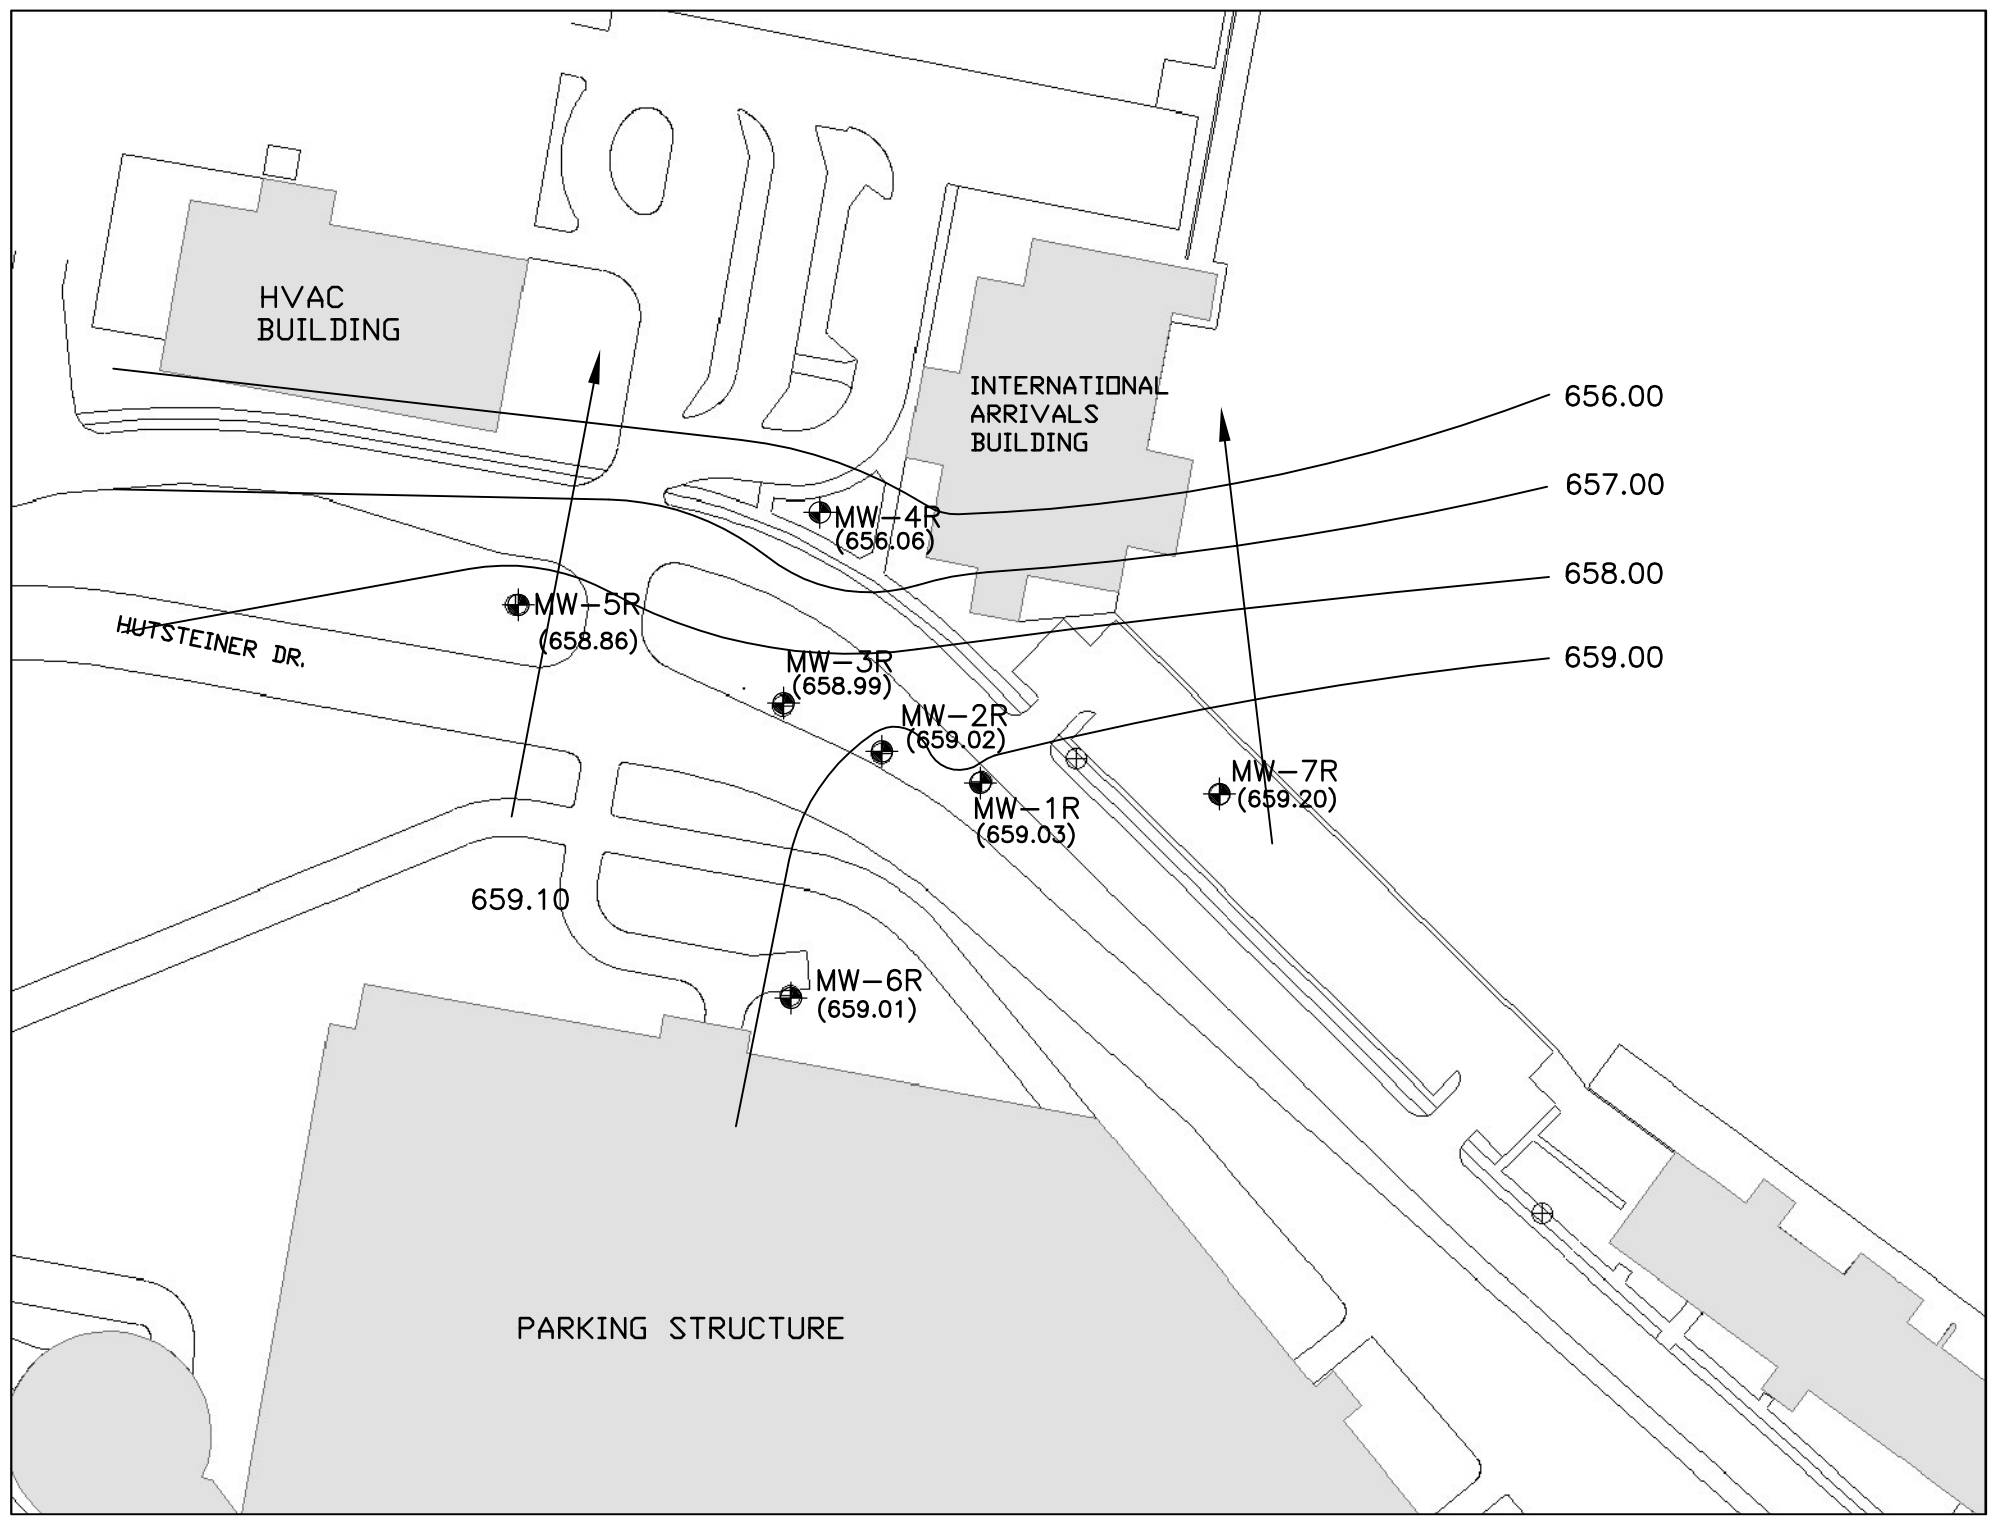 HVAC
BUILDING
INTERNATIONAL
ARRIVALS
BUILDING
656.00
657.00
MW-4R
(656.06)
658.00
MW-5R
(658.86)
HUTSTEINER DR.
MW-3R
(658.99)
659.00
MW-2R
(659.02)
MW-7R
(659.20)
MW-1R
(659.03)
659.10
MW-6R
(659.01)
PARKING STRUCTURE